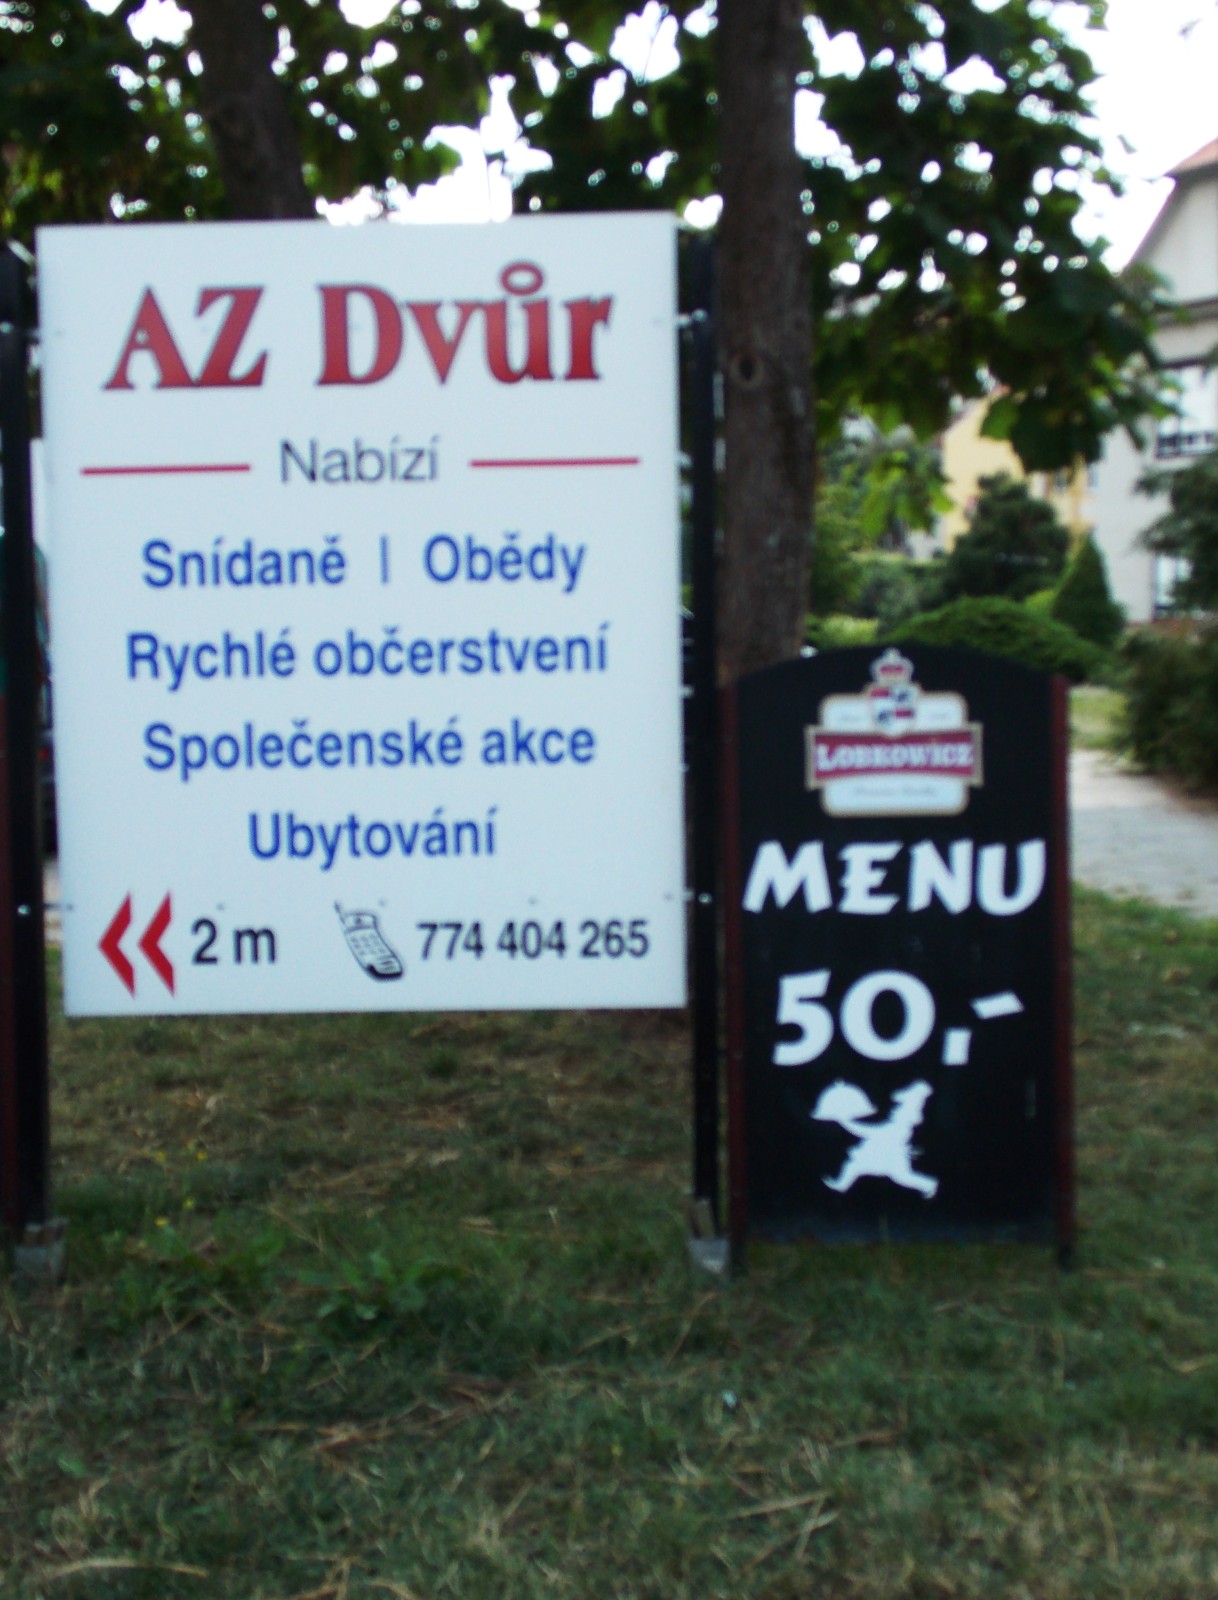 AZ Dvůr
Nabízí
Snídaně | Obědy
Rychlé občerstvení
Společenské akce
Ubytování
2 m 774 404 265
LOBKOWICZ
MENU
50,-